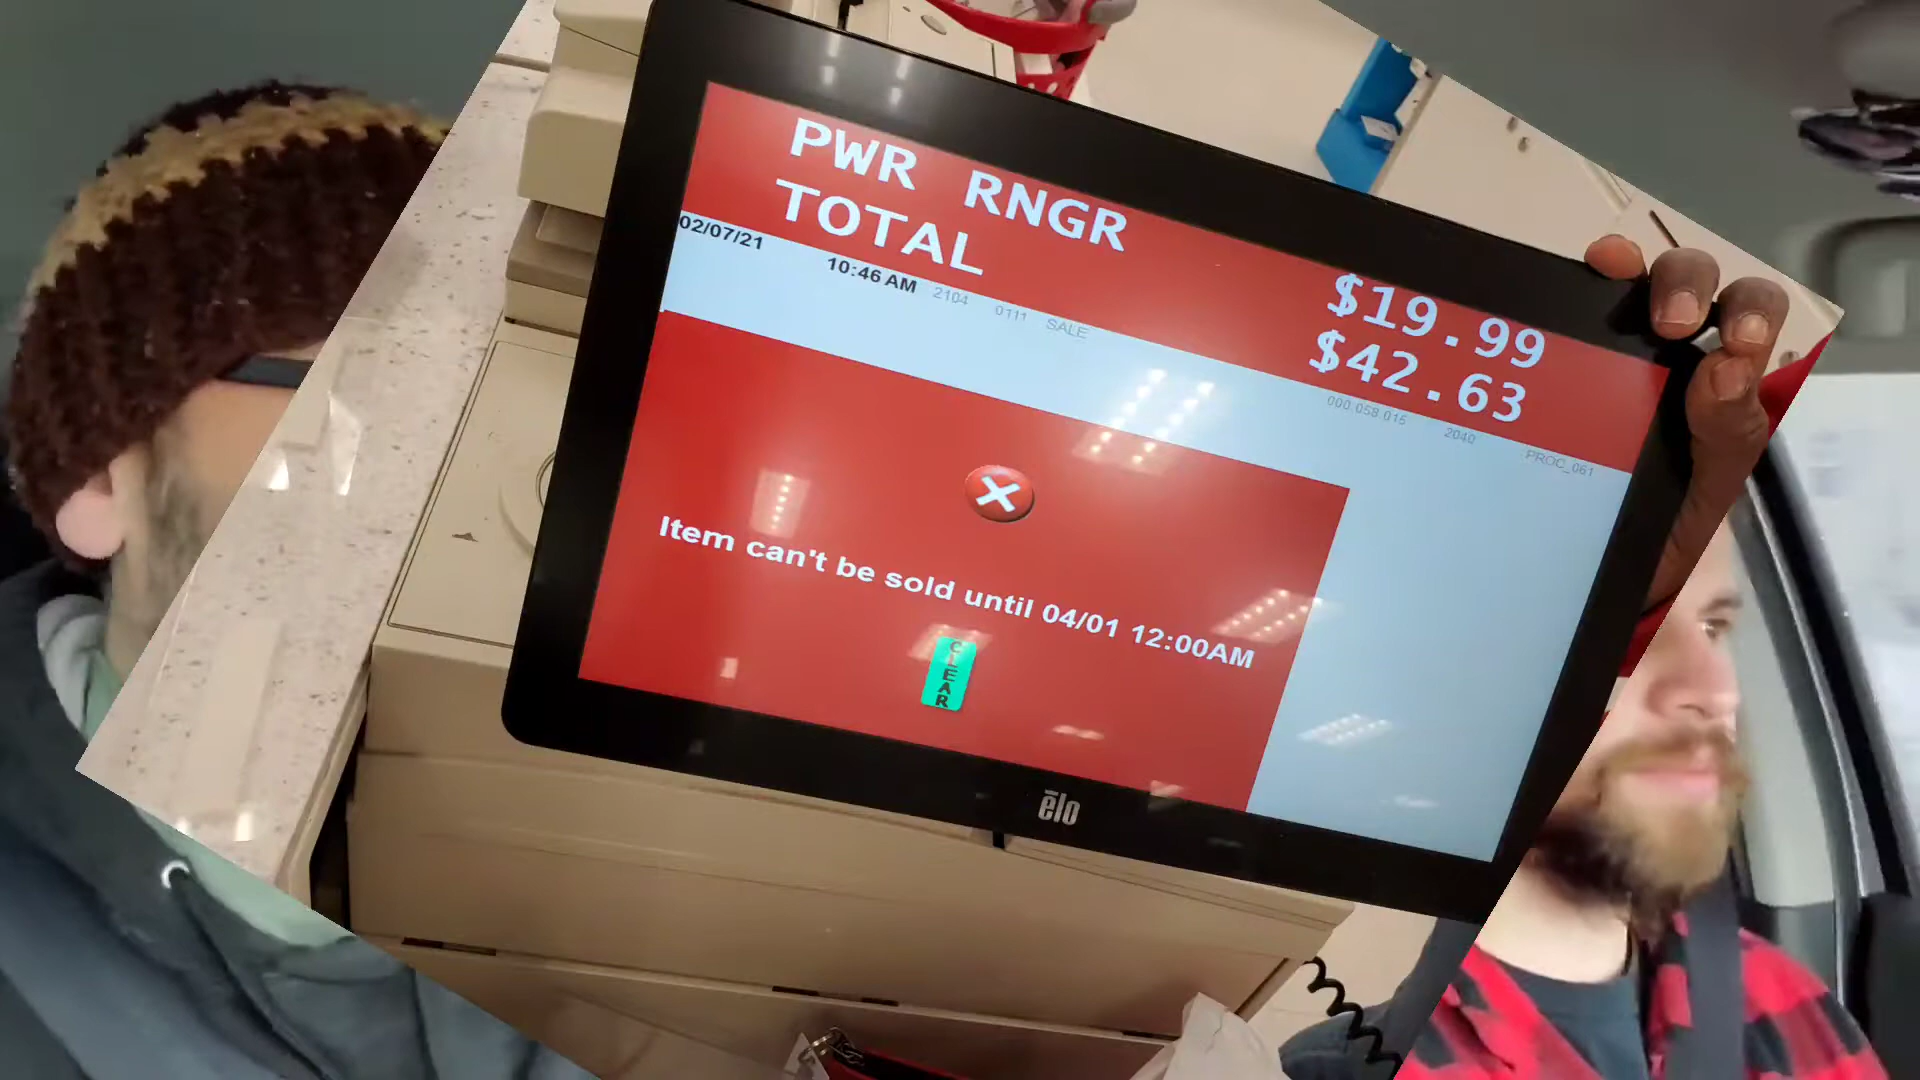 PWR RNGR $19.99
TOTAL $42.63
02/07/21 10:46 AM 2104 0111 SALE 000.058.015 2040 PROC_061
Item can't be sold until 04/01 12:00AM
CLEAR
ēlo